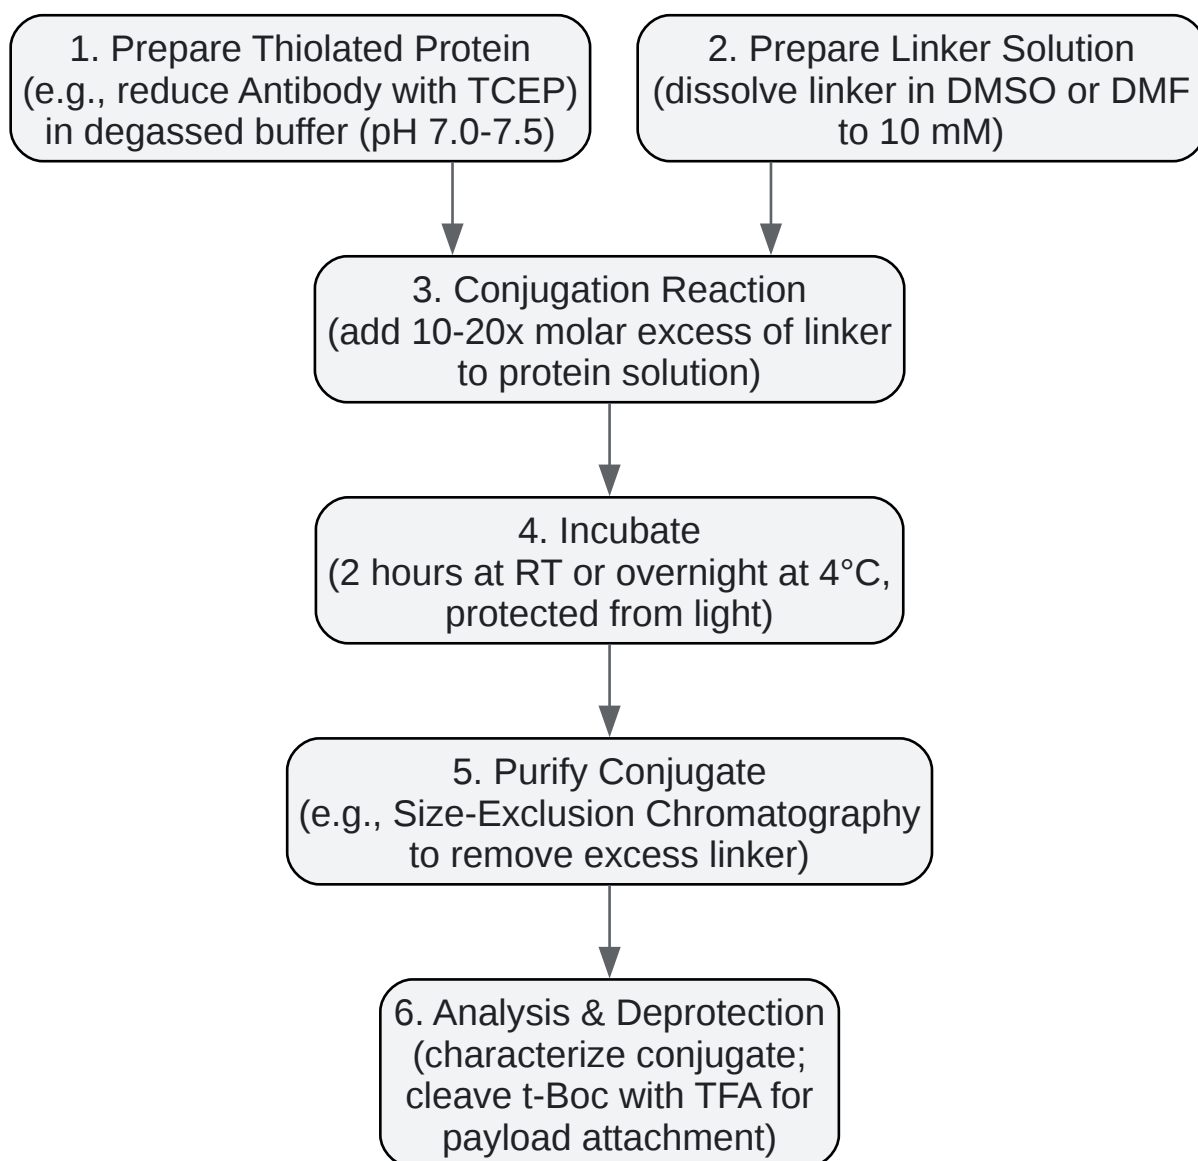 1. Prepare Thiolated Protein
(e.g., reduce Antibody with TCEP)
in degassed buffer (pH 7.0-7.5)
2. Prepare Linker Solution
(dissolve linker in DMSO or DMF
to 10 mM)
3. Conjugation Reaction
(add 10-20x molar excess of linker
to protein solution)
4. Incubate
(2 hours at RT or overnight at 4°C,
protected from light)
5. Purify Conjugate
(e.g., Size-Exclusion Chromatography
to remove excess linker)
6. Analysis & Deprotection
(characterize conjugate;
cleave t-Boc with TFA for
payload attachment)